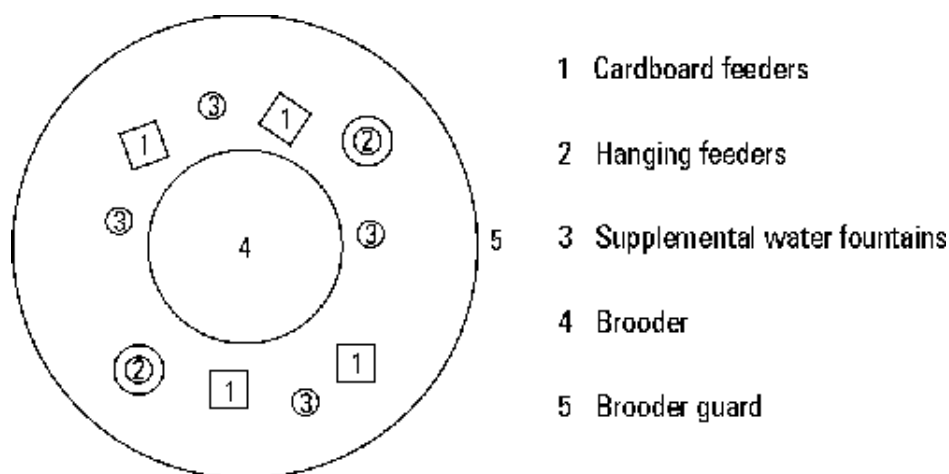 3
1
1
2
3
3
4
5
2
1
1
3
1 Cardboard feeders
2 Hanging feeders
3 Supplemental water fountains
4 Brooder
5 Brooder guard